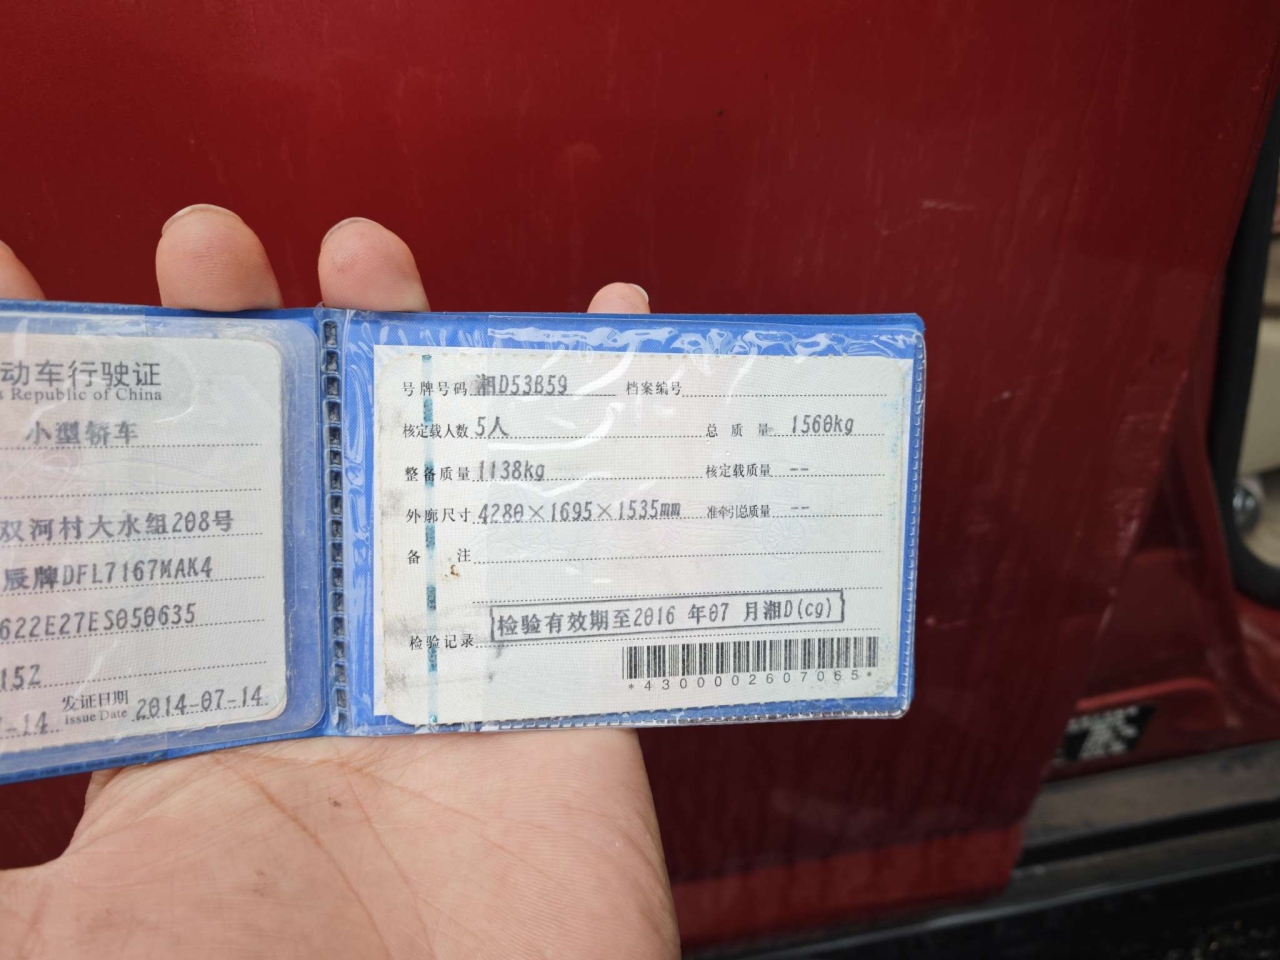 动车行驶证
s Republic of China
小型轿车
双河村大水组208号
辰牌DFL7167MAK4
622E27ES050635
152
发证日期 2014-07-14
Issue Date
-14
号牌号码 湘D53B59 档案编号
核定载人数 5人 总质量 1560kg
整备质量 1138kg 核定载质量 --
外廓尺寸 4280×1695×1535mm 准牵引总质量 --
备注
检验记录 检验有效期至2016 年07 月湘D(cg)
*4300002607065*